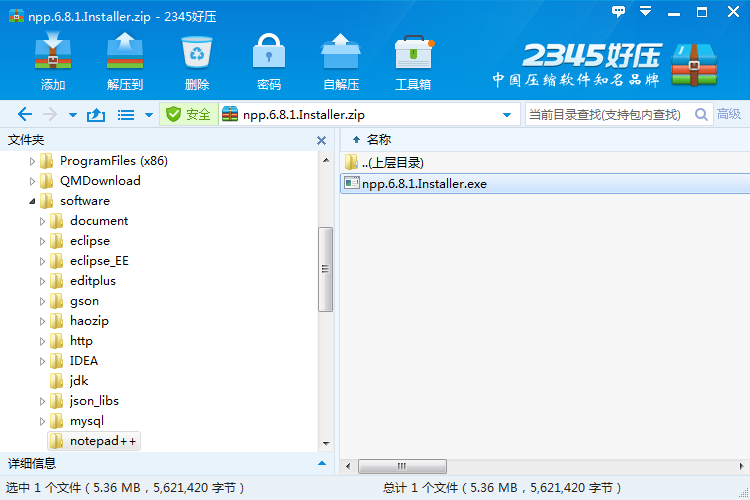 npp.6.8.1.Installer.zip - 2345好压
添加
解压到
删除
密码
自解压
工具箱
2345好压
中国压缩软件知名品牌
安全
npp.6.8.1.Installer.zip
当前目录查找(支持包内查找)
高级
文件夹
名称
ProgramFiles (x86)
QMDownload
software
document
eclipse
eclipse_EE
editplus
gson
haozip
http
IDEA
jdk
json_libs
mysql
notepad++
..(上层目录)
npp.6.8.1.Installer.exe
详细信息
选中 1 个文件 ( 5.36 MB , 5,621,420 字节 )
总计 1 个文件 ( 5.36 MB , 5,621,420 字节 )